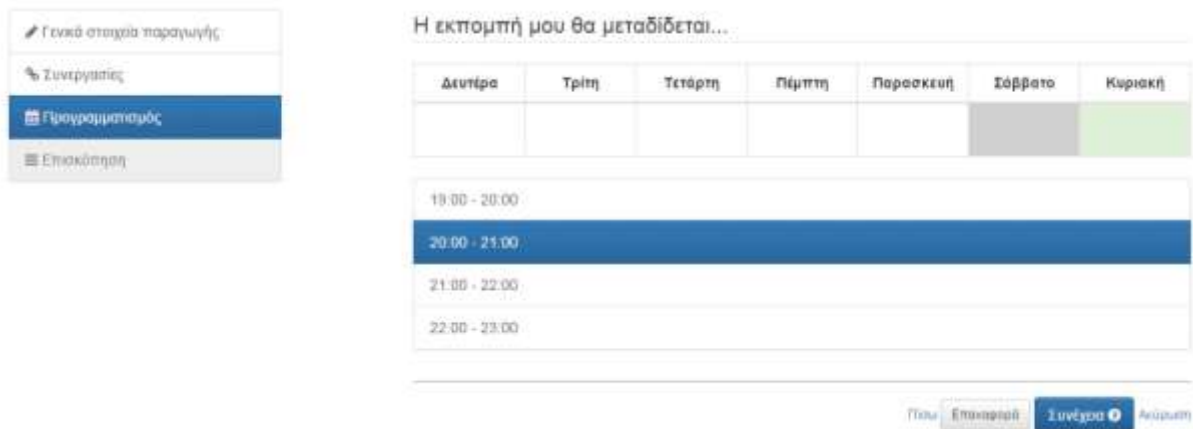 Γενικά στοιχεία παραγωγής
Συνεργασίες
Προγραμματισμός
Επισκόπηση
Η εκπομπή μου θα μεταδίδεται...
Δευτέρα Τρίτη Τετάρτη Πέμπτη Παρασκευή Σάββατο Κυριακή
19:00 - 20:00
20:00 - 21:00
21:00 - 22:00
22:00 - 23:00
Πίσω Επαναφορά Συνέχεια Ακύρωση